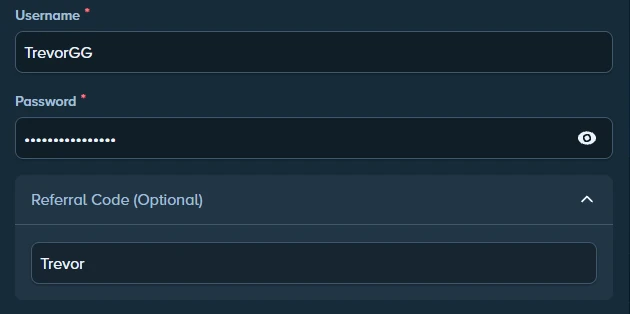 Username *
TrevorGG
Password *
••••••••••••••••
Referral Code (Optional)
Trevor